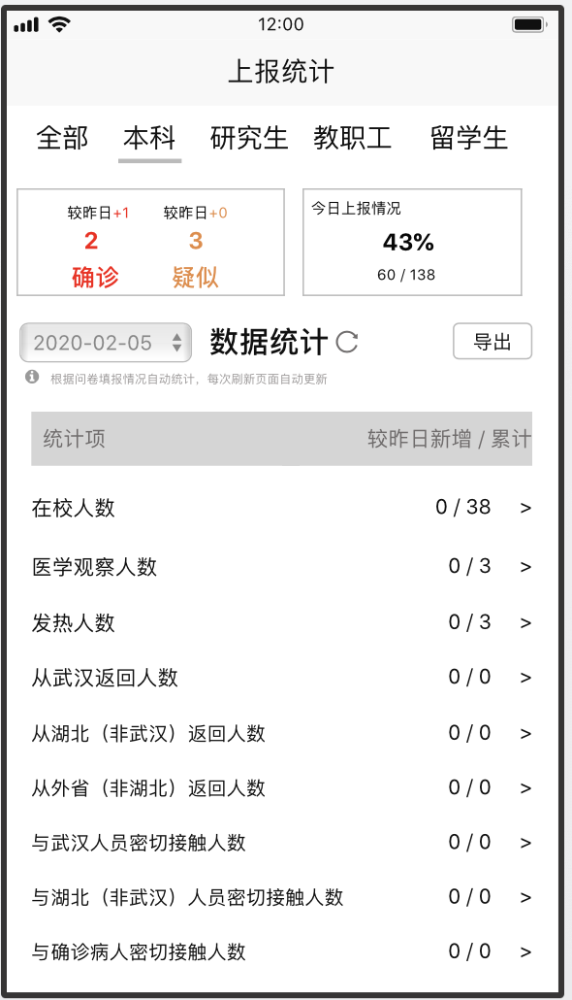 12:00
上报统计
全部 本科 研究生 教职工 留学生
较昨日+1 较昨日+0
2 3
确诊 疑似
今日上报情况
43%
60 / 138
2020-02-05 数据统计 导出
根据问卷填报情况自动统计，每次刷新页面自动更新
统计项 较昨日新增 / 累计
在校人数 0 / 38 >
医学观察人数 0 / 3 >
发热人数 0 / 3 >
从武汉返回人数 0 / 0 >
从湖北（非武汉）返回人数 0 / 0 >
从外省（非湖北）返回人数 0 / 0 >
与武汉人员密切接触人数 0 / 0 >
与湖北（非武汉）人员密切接触人数 0 / 0 >
与确诊病人密切接触人数 0 / 0 >